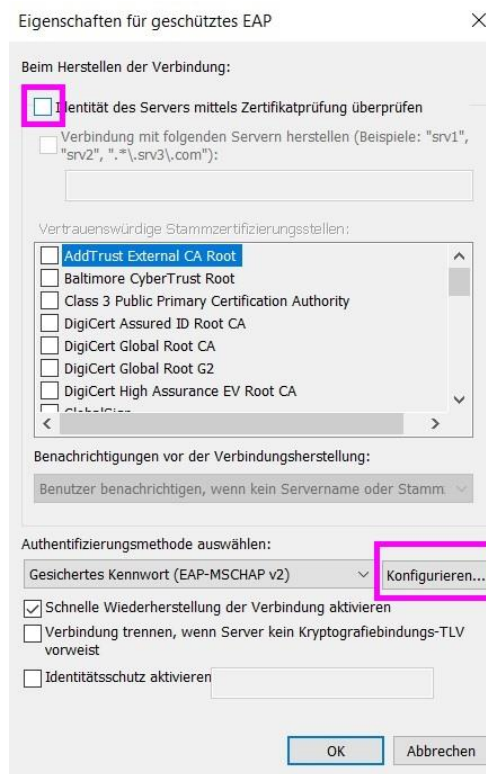 Eigenschaften für geschütztes EAP
Beim Herstellen der Verbindung:
Identität des Servers mittels Zertifikatprüfung überprüfen
Verbindung mit folgenden Servern herstellen (Beispiele: "srv1",
"srv2", ".*\.srv3\.com"):
Vertrauenswürdige Stammzertifizierungsstellen:
AddTrust External CA Root
Baltimore CyberTrust Root
Class 3 Public Primary Certification Authority
DigiCert Assured ID Root CA
DigiCert Global Root CA
DigiCert Global Root G2
DigiCert High Assurance EV Root CA
Benachrichtigungen vor der Verbindungsherstellung:
Benutzer benachrichtigen, wenn kein Servername oder Stamm
Authentifizierungsmethode auswählen:
Gesichertes Kennwort (EAP-MSCHAP v2)
Konfigurieren...
Schnelle Wiederherstellung der Verbindung aktivieren
Verbindung trennen, wenn Server kein Kryptografiebindungs-TLV
vorweist
Identitätsschutz aktivieren
OK
Abbrechen